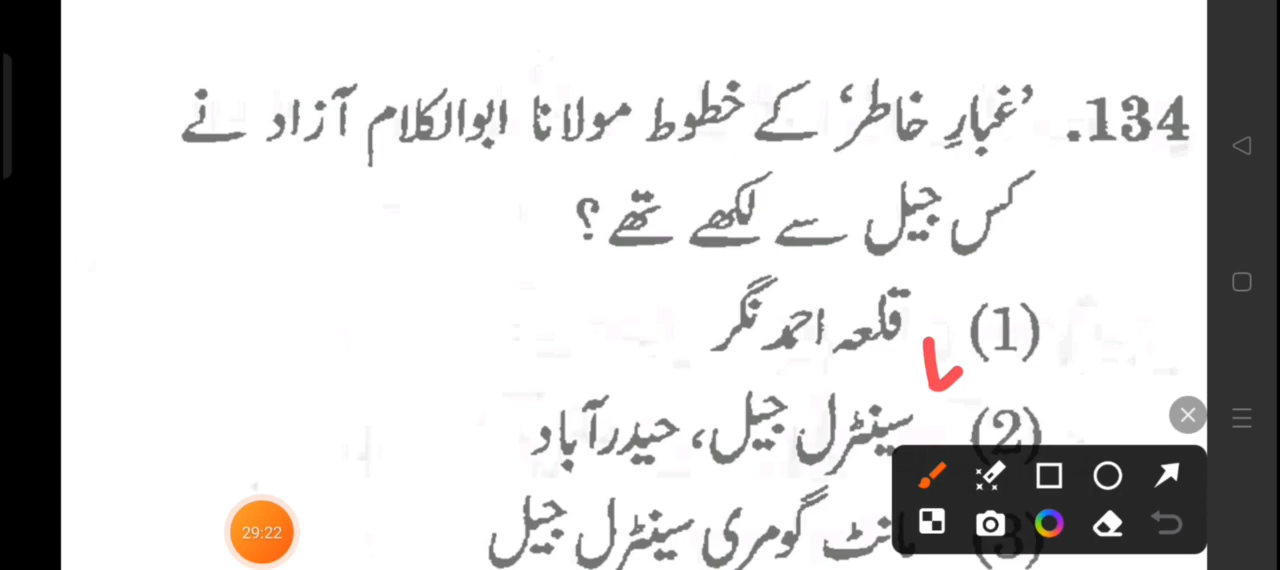 134. ’غبارِ خاطر‘ کے خطوط مولانا ابوالکلام آزاد نے
کس جیل سے لکھے تھے ؟
(1) قلعہ احمد نگر
(2) سینٹرل جیل، حیدرآباد
(3) مانٹ گومری سینٹرل جیل
29:22